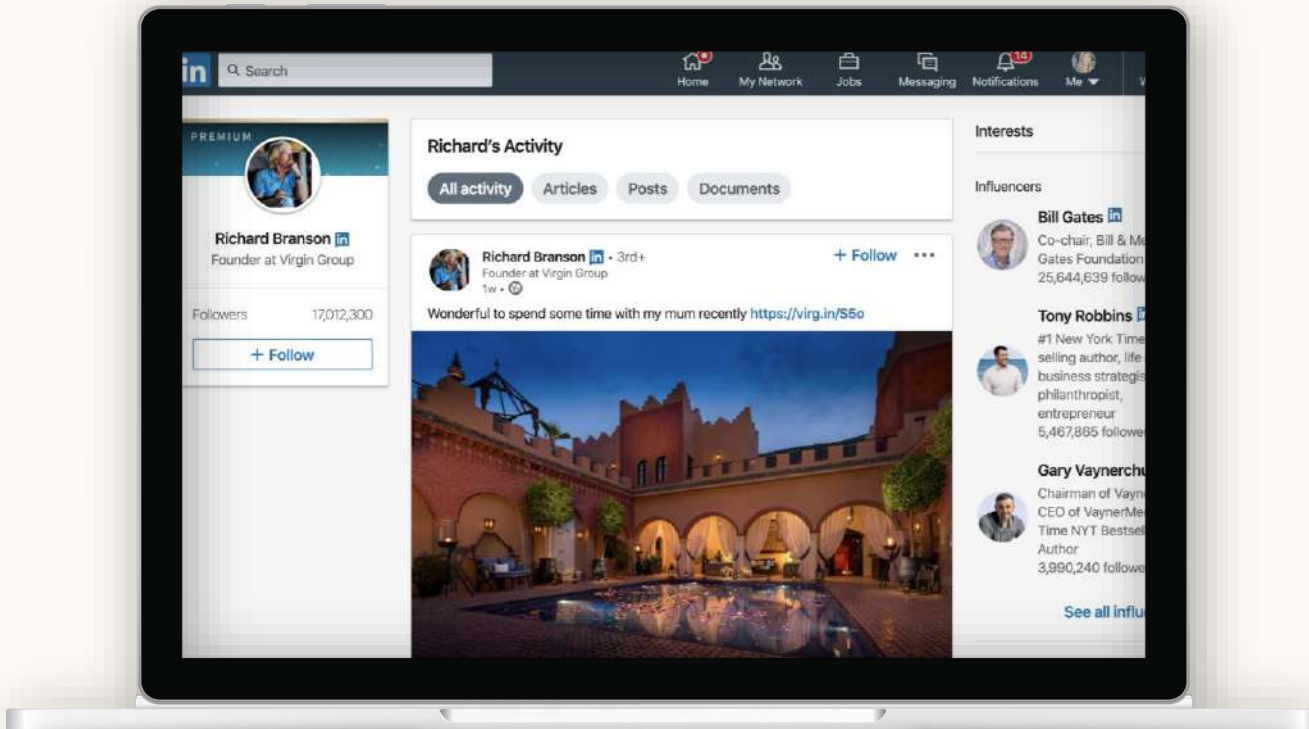 in
Search
Home
My Network
Jobs
Messaging
14
Notifications
Me
PREMIUM
Richard Branson in
Founder at Virgin Group
Followers 17,012,300
+ Follow
Richard's Activity
All activity Articles Posts Documents
Richard Branson in • 3rd+
Founder at Virgin Group
1w •
+ Follow •••
Wonderful to spend some time with my mum recently https://virg.in/S5o
Interests
Influencers
Bill Gates in
Co-chair, Bill & Me
Gates Foundation
25,644,639 follow
Tony Robbins
#1 New York Time
selling author, life
business strategis
philanthropist,
entrepreneur
5,467,865 followe
Gary Vaynerchu
Chairman of Vayn
CEO of VaynerMe
Time NYT Bestsel
Author
3,990,240 followe
See all influ